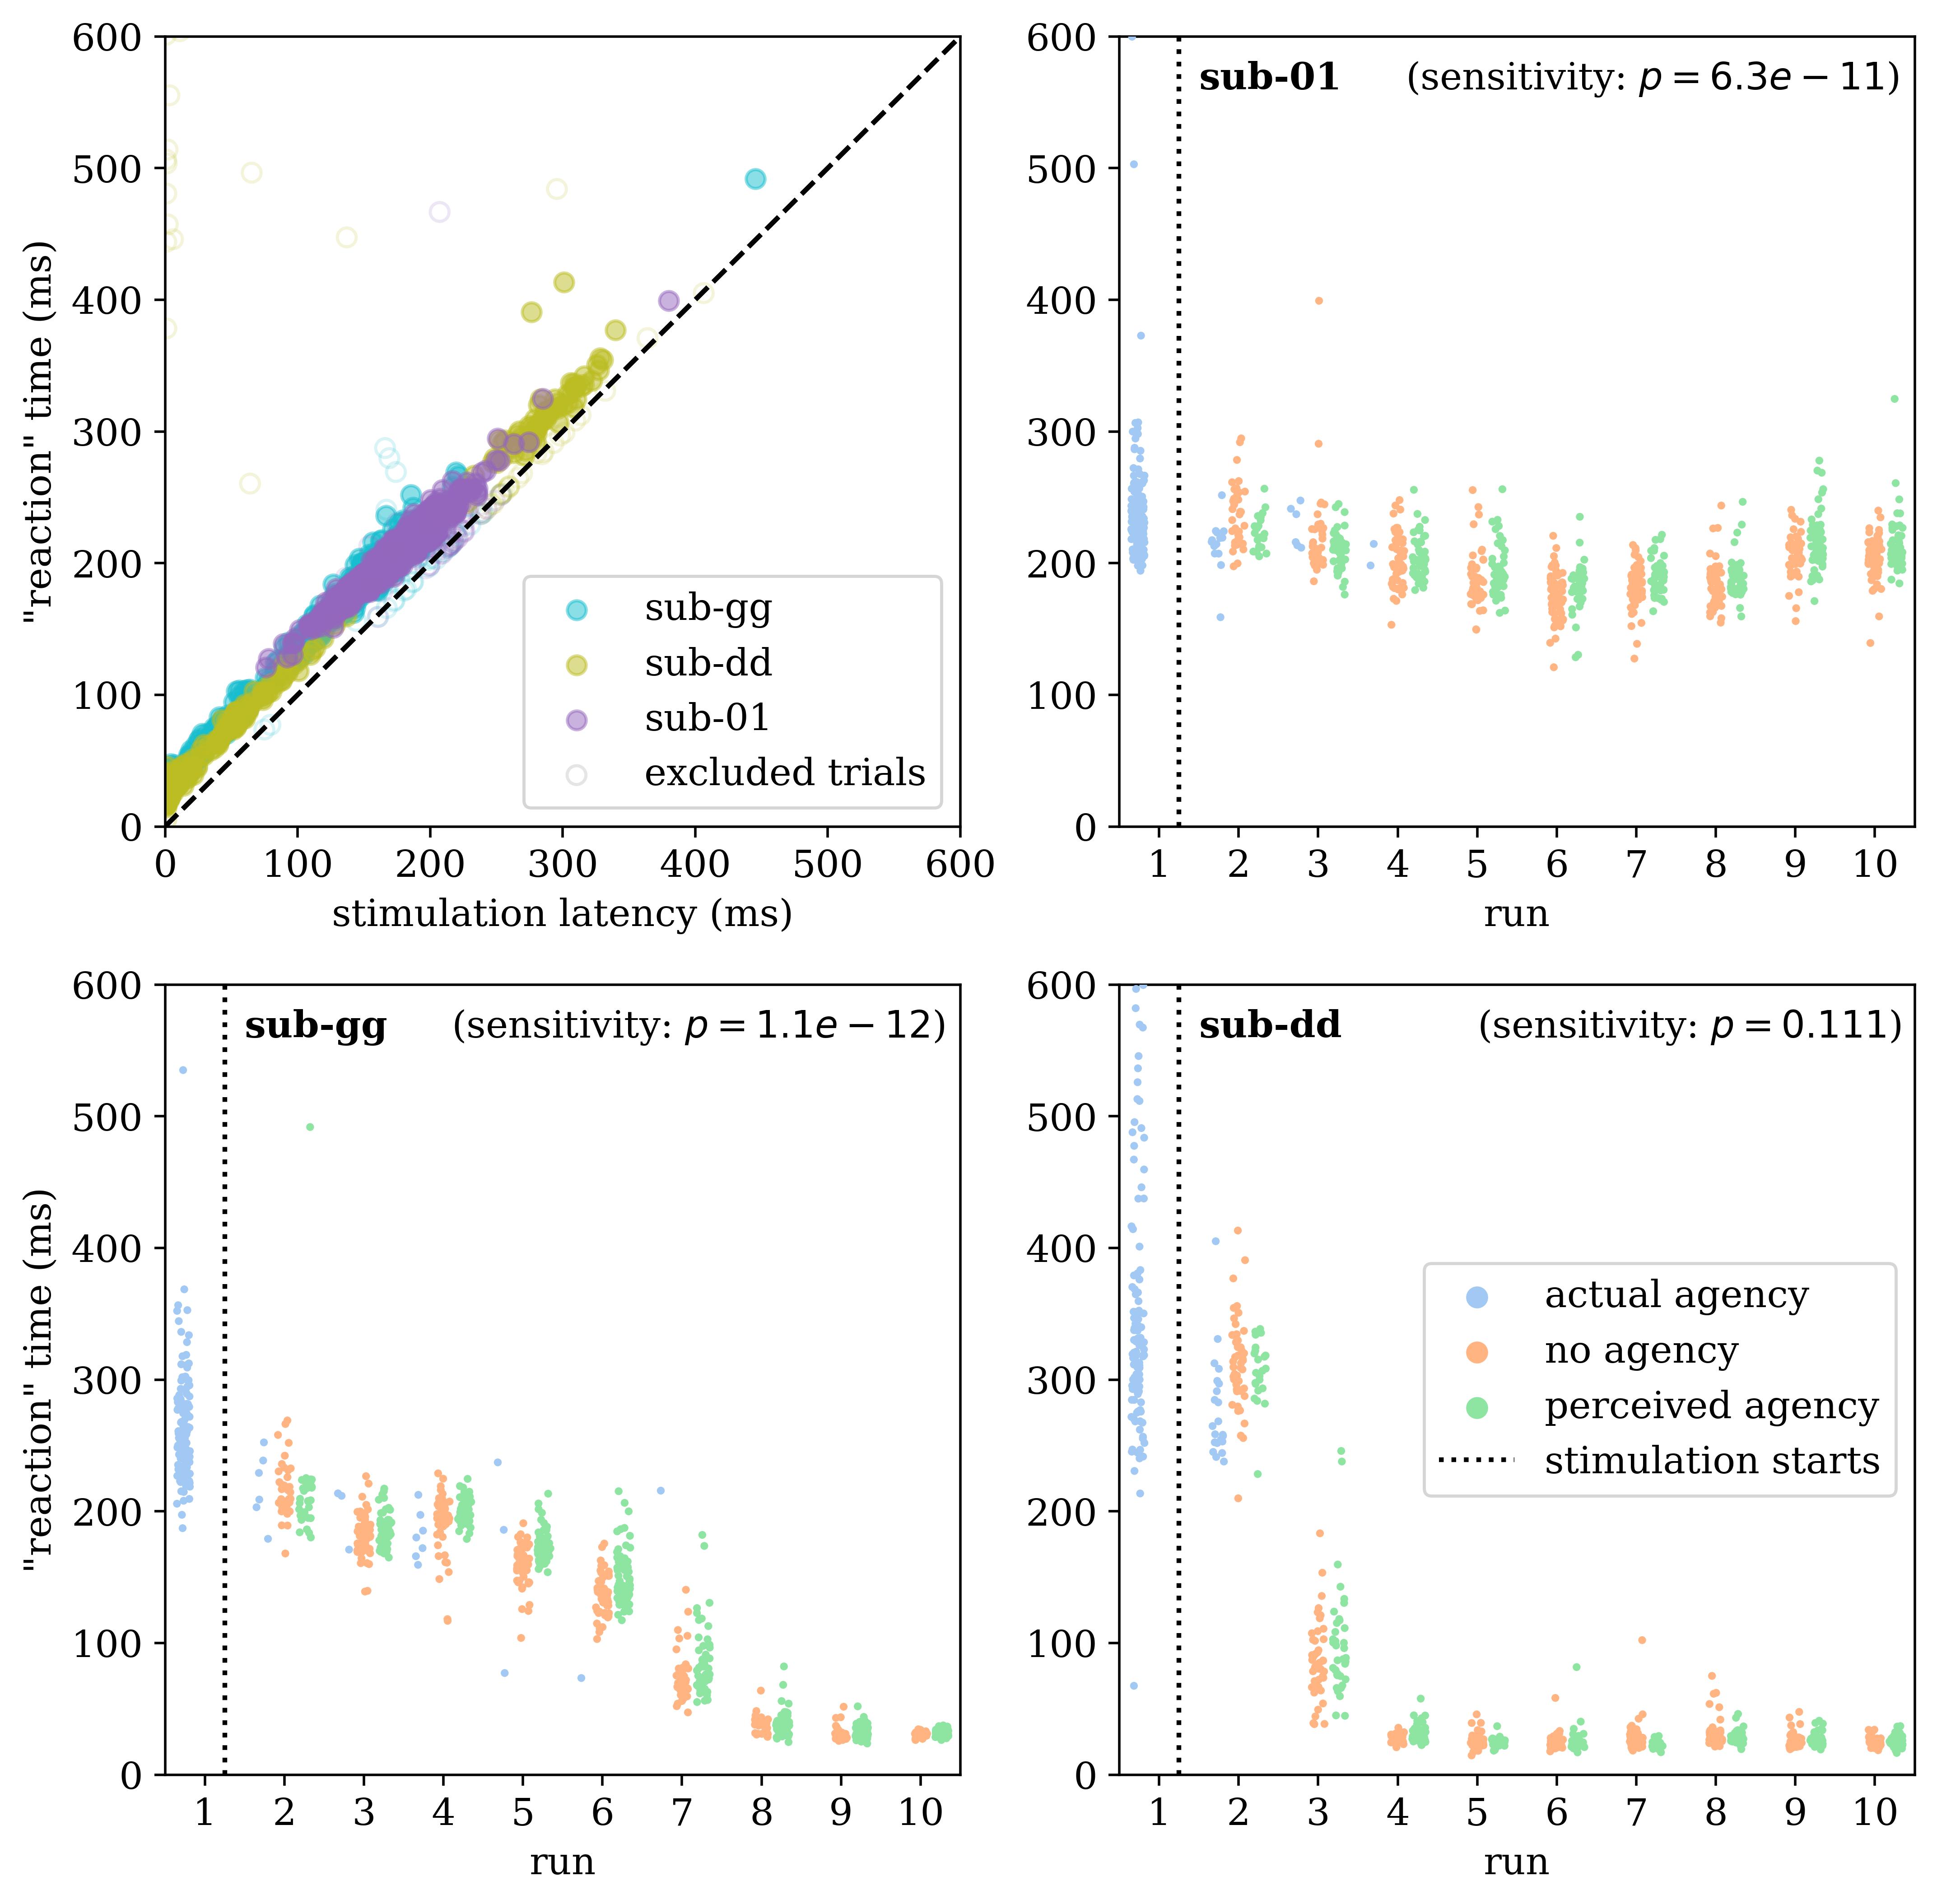 600
500
400
300
200
100
0
"reaction" time (ms)
0 100 200 300 400 500 600
stimulation latency (ms)
sub-gg
sub-dd
sub-01
excluded trials
600
500
400
300
200
100
0
sub-01 (sensitivity: p = 6.3e − 11)
1 2 3 4 5 6 7 8 9 10
run
600
500
400
300
200
100
0
"reaction" time (ms)
sub-gg (sensitivity: p = 1.1e − 12)
1 2 3 4 5 6 7 8 9 10
run
600
500
400
300
200
100
0
sub-dd (sensitivity: p = 0.111)
actual agency
no agency
perceived agency
stimulation starts
1 2 3 4 5 6 7 8 9 10
run